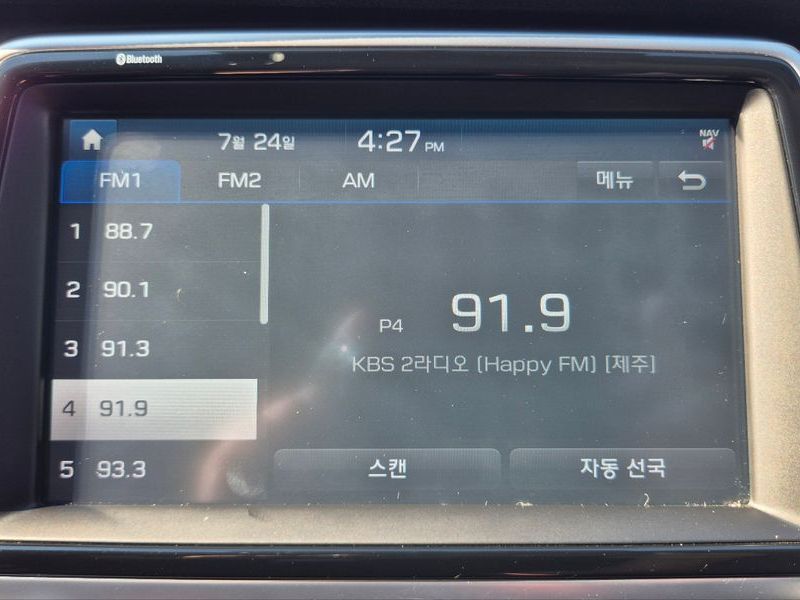 Bluetooth
7월 24일 4:27 PM NAV
FM1 FM2 AM 메뉴
1 88.7
2 90.1
3 91.3
4 91.9
5 93.3
P4 91.9
KBS 2라디오 (Happy FM) [제주]
스캔 자동 선국